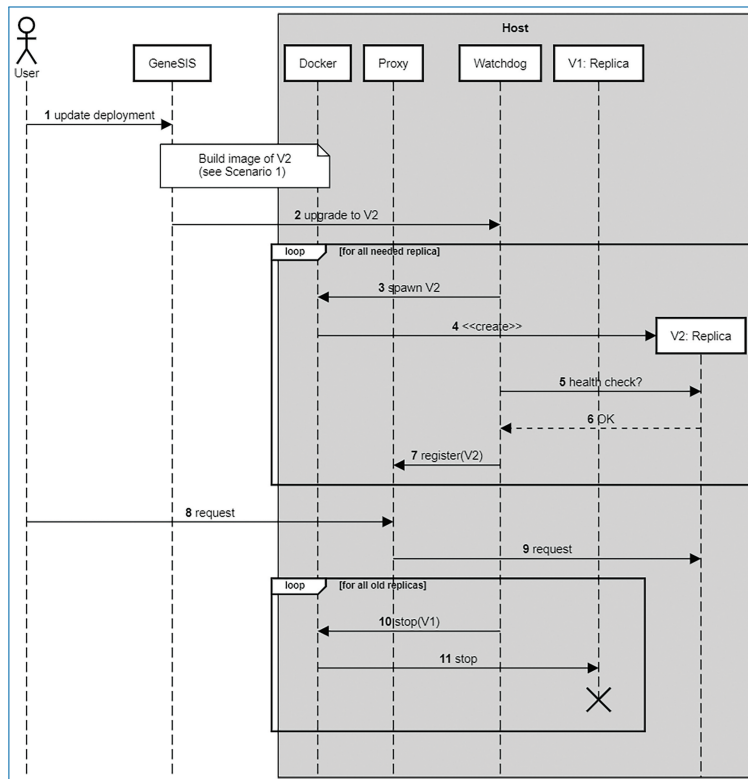 Host
User
GeneSIS
Docker
Proxy
Watchdog
V1: Replica
1 update deployment
Build image of V2
(see Scenario 1)
2 upgrade to V2
loop
[for all needed replica]
3 spawn V2
4 <<create>>
V2: Replica
5 health check?
6 OK
7 register(V2)
8 request
9 request
loop
[for all old replicas]
10 stop(V1)
11 stop